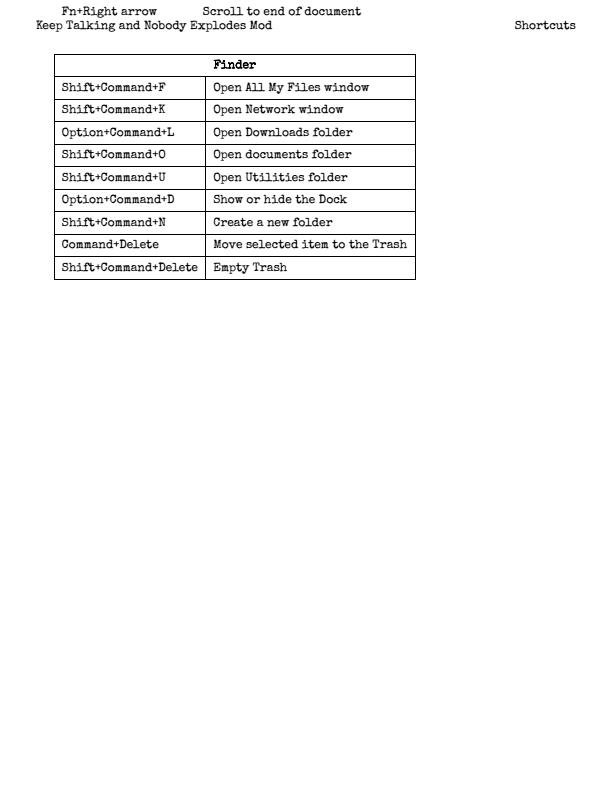 Fn+Right arrow Scroll to end of document
Keep Talking and Nobody Explodes Mod Shortcuts
Finder
Shift+Command+F Open All My Files window
Shift+Command+K Open Network window
Option+Command+L Open Downloads folder
Shift+Command+O Open documents folder
Shift+Command+U Open Utilities folder
Option+Command+D Show or hide the Dock
Shift+Command+N Create a new folder
Command+Delete Move selected item to the Trash
Shift+Command+Delete Empty Trash